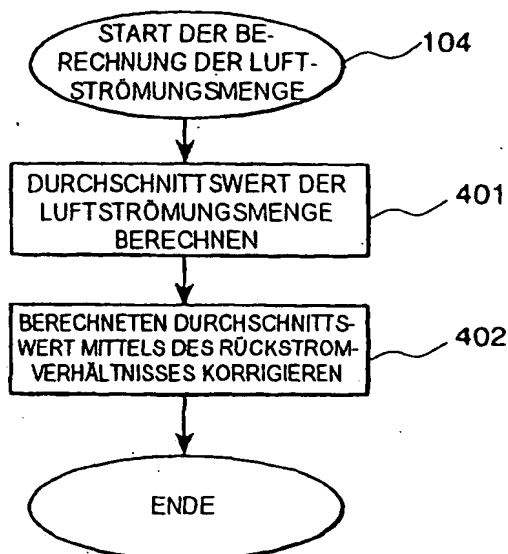 START DER BE-
RECHNUNG DER LUFT-
STRÖMUNGSMENGE
104
DURCHSCHNITTSWERT DER
LUFTSTRÖMUNGSMENGE
BERECHNEN
401
BERECHNETEN DURCHSCHNITTS-
WERT MITTELS DES RÜCKSTROM-
VERHÄLTNISSES KORRIGIEREN
402
ENDE